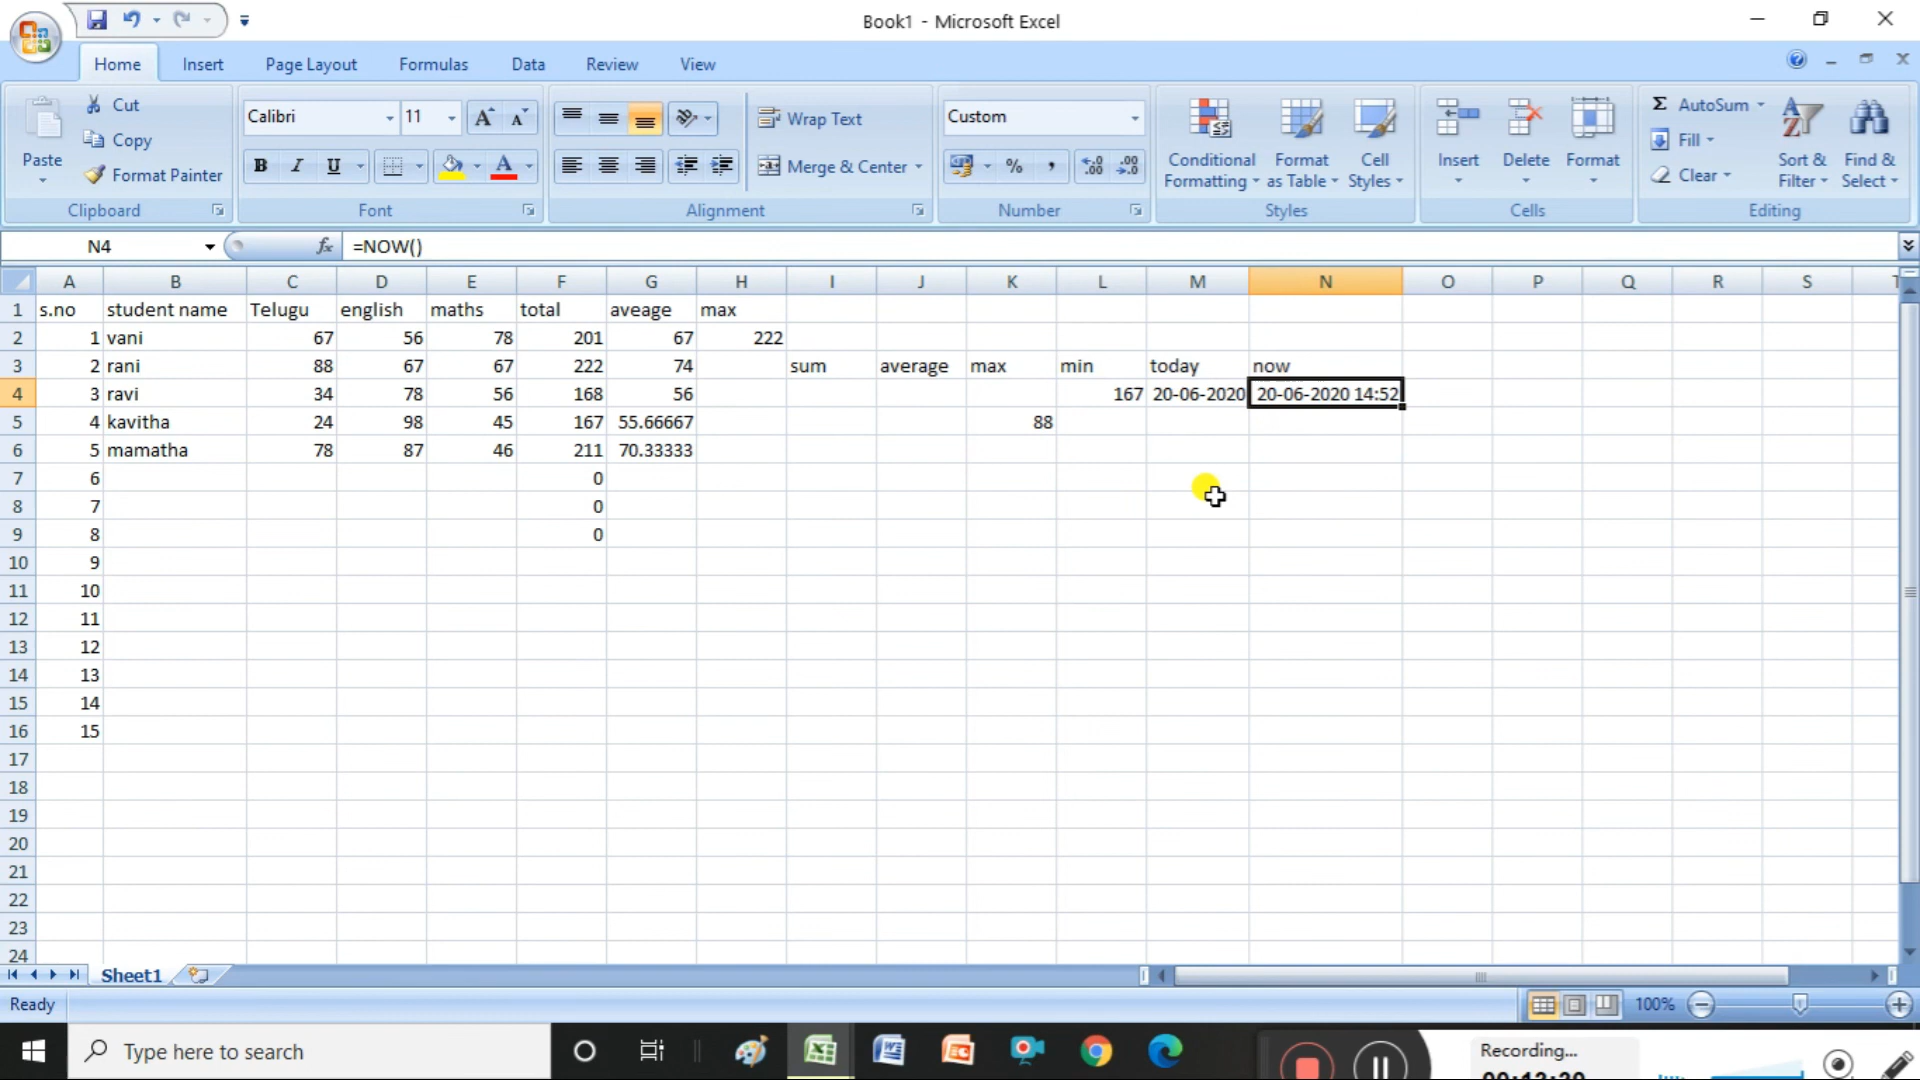 Book1 - Microsoft Excel
Home Insert Page Layout Formulas Data Review View
Paste
Cut
Copy
Format Painter
Clipboard
Calibri 11
B I U A
Font
Wrap Text
Merge & Center
Alignment
Custom
% ,
Number
Conditional Formatting
Format as Table
Cell Styles
Styles
Insert Delete Format
Cells
Σ AutoSum
Fill
Clear
Sort & Filter
Find & Select
Editing
N4 fx =NOW()
A B C D E F G H I J K L M N O P Q R S T
1 s.no student name Telugu english maths total aveage max
2 1 vani 67 56 78 201 67 222
3 2 rani 88 67 67 222 74 sum average max min today now
4 3 ravi 34 78 56 168 56 167 20-06-2020 20-06-2020 14:52
5 4 kavitha 24 98 45 167 55.66667 88
6 5 mamatha 78 87 46 211 70.33333
7 6 0
8 7 0
9 8 0
10 9
11 10
12 11
13 12
14 13
15 14
16 15
17
18
19
20
21
22
23
24
Sheet1
Ready 100%
Type here to search
Recording...